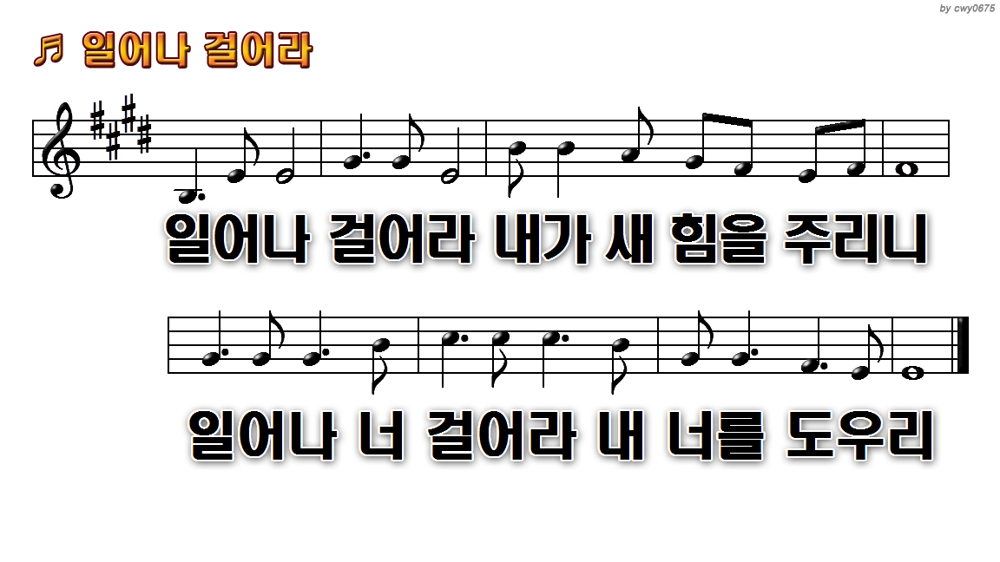 by cwy0675
♬ 일어나 걸어라
일어나 걸어라 내가 새 힘을 주리니
일어나 너 걸어라 내 너를 도우리